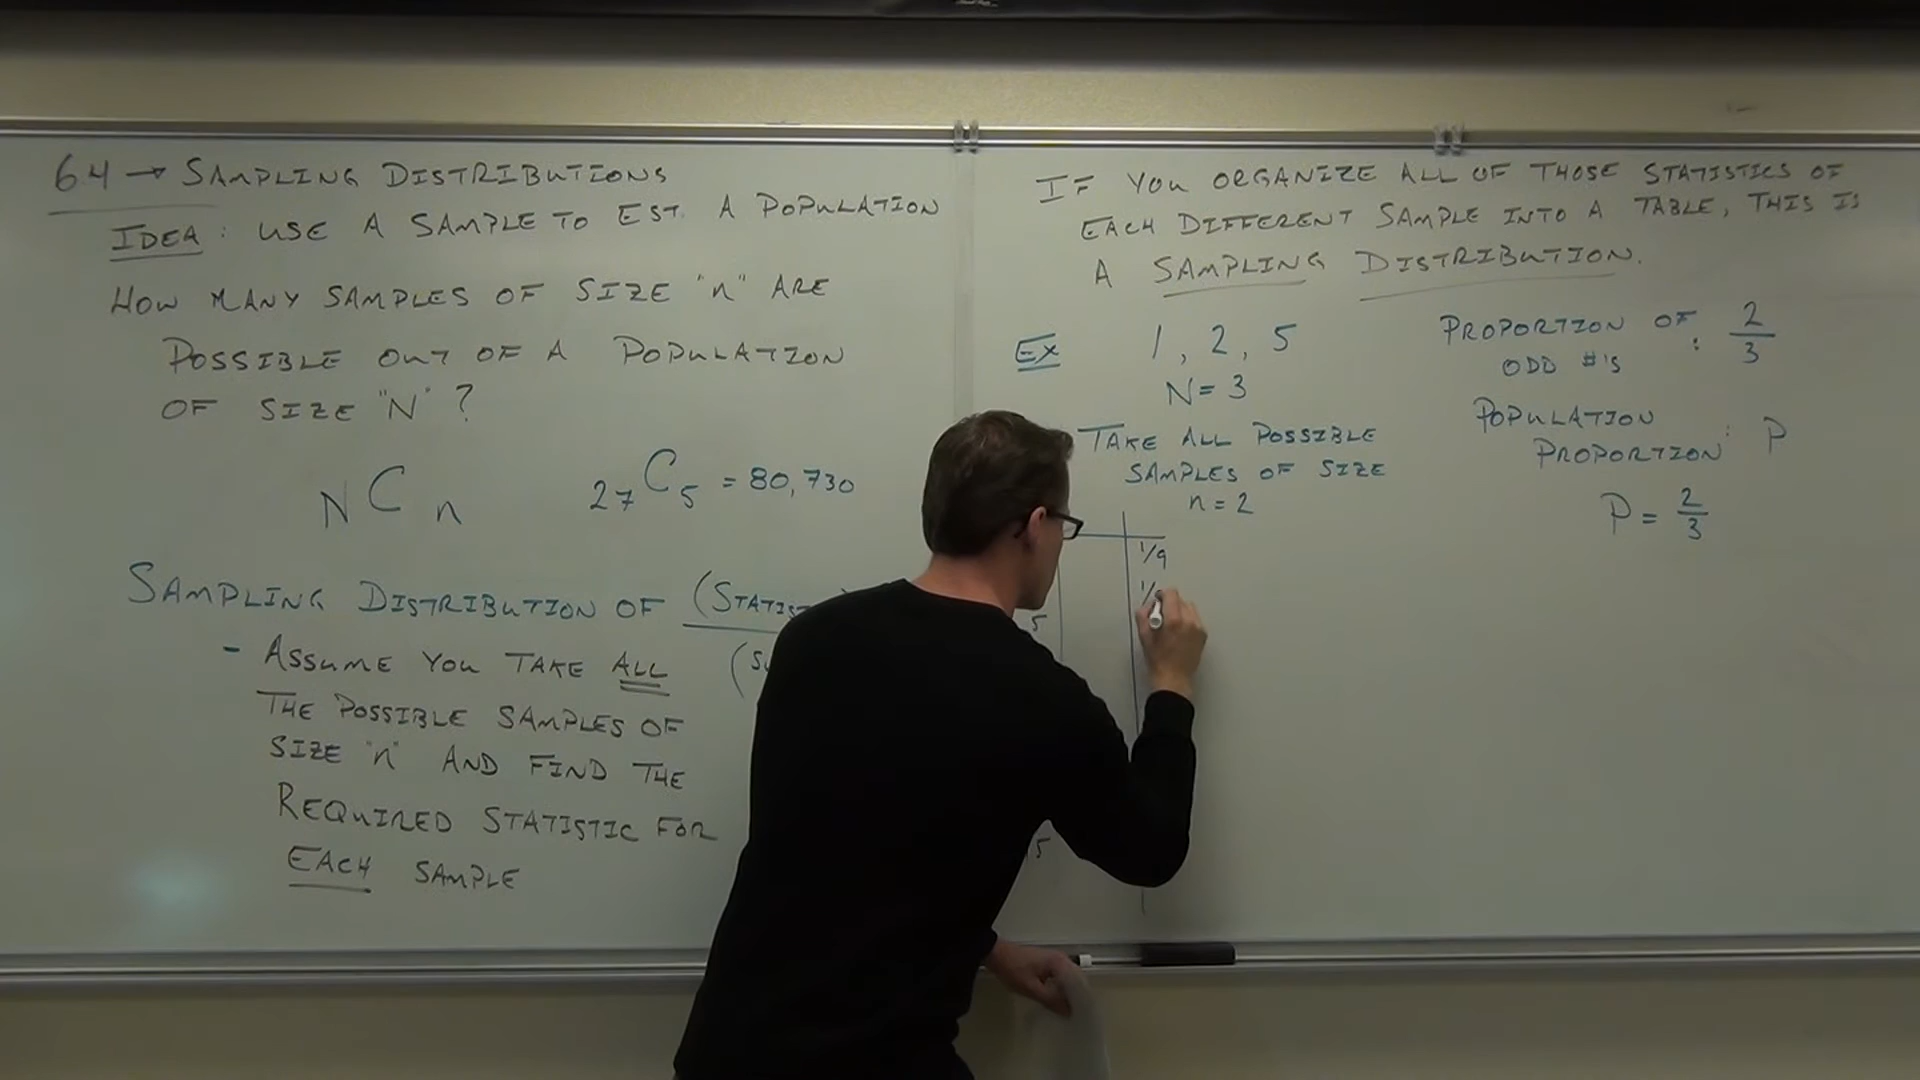 64 → SAMPLING DISTRIBUTIONS
IDEA: USE A SAMPLE TO EST. A POPULATION
HOW MANY SAMPLES OF SIZE "n" ARE
POSSIBLE OUT OF A POPULATION
OF SIZE "N"?
N C n
27 C 5 = 80,730
SAMPLING DISTRIBUTION OF
- ASSUME YOU TAKE ALL
THE POSSIBLE SAMPLES OF
SIZE "n" AND FIND THE
REQUIRED STATISTIC FOR
EACH SAMPLE
IF YOU ORGANIZE ALL OF THOSE STATISTICS OF
EACH DIFFERENT SAMPLE INTO A TABLE, THIS IS
A SAMPLING DISTRIBUTION.
EX 1, 2, 5
N = 3
TAKE ALL POSSIBLE
SAMPLES OF SIZE
n = 2
1/9
5
5
PROPORTION OF : 2/3
ODD #'S
POPULATION
PROPORTION : P
P = 2/3